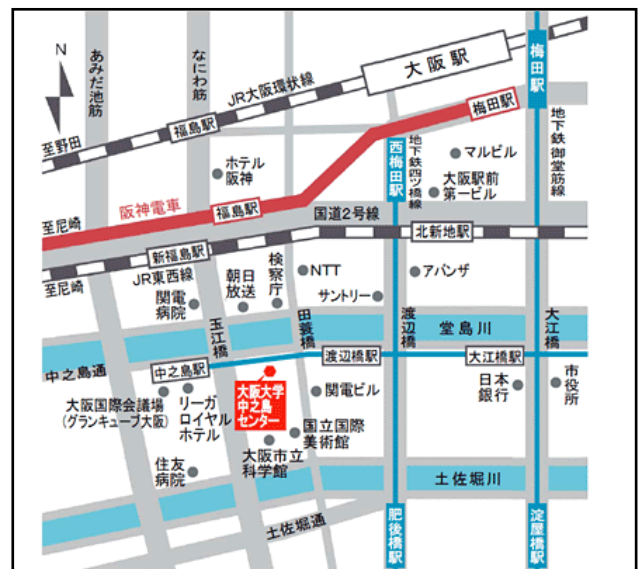 N
あみだ池筋
なにわ筋
JR大阪環状線
大阪駅
梅田駅
梅田駅
福島駅
至野田
ホテル
阪神
西梅田駅
地下鉄四ツ橋線
マルビル
大阪駅前
第一ビル
地下鉄御堂筋線
阪神電車
福島駅
国道2号線
至尼崎
新福島駅
北新地駅
JR東西線
至尼崎
関電
病院
朝日
放送
検察庁
NTT
サントリー
アバンザ
玉江橋
田蓑橋
渡辺橋
堂島川
大江橋
中之島通
中之島駅
渡辺橋駅
大江橋駅
大阪大学
中之島
センター
大阪国際会議場
(グランキューブ大阪)
リーガ
ロイヤル
ホテル
関電ビル
日本
銀行
市役所
国立国際
美術館
大阪市立
科学館
住友
病院
土佐堀川
土佐堀通
肥後橋駅
淀屋橋駅